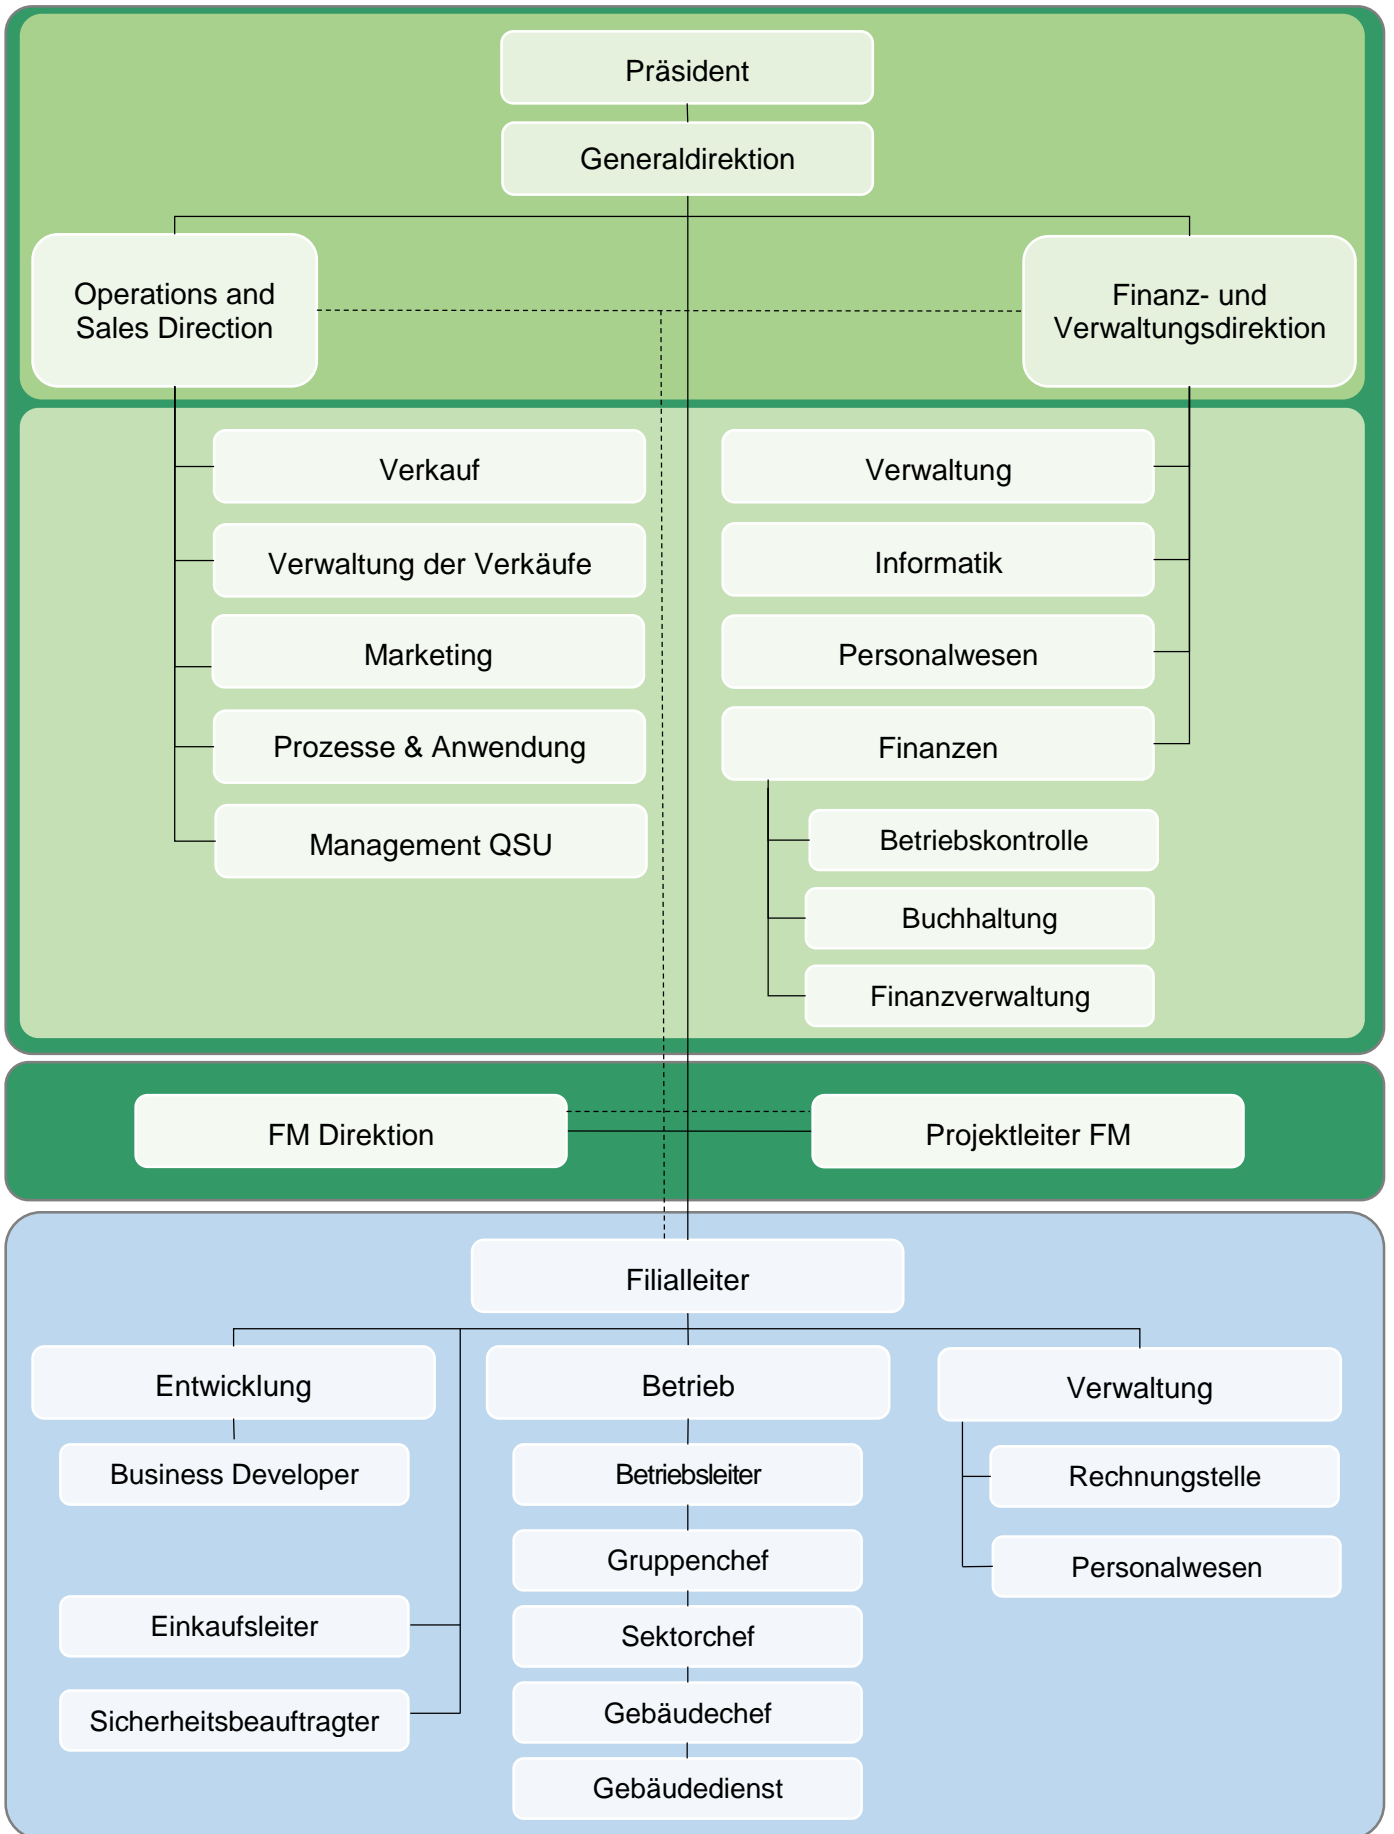 Präsident
Generaldirektion
Operations and
Sales Direction
Finanz- und
Verwaltungsdirektion
Verkauf
Verwaltung der Verkäufe
Marketing
Prozesse & Anwendung
Management QSU
Verwaltung
Informatik
Personalwesen
Finanzen
Betriebskontrolle
Buchhaltung
Finanzverwaltung
FM Direktion
Projektleiter FM
Filialleiter
Entwicklung
Business Developer
Einkaufsleiter
Sicherheitsbeauftragter
Betrieb
Betriebsleiter
Gruppenchef
Sektorchef
Gebäudechef
Gebäudedienst
Verwaltung
Rechnungstelle
Personalwesen